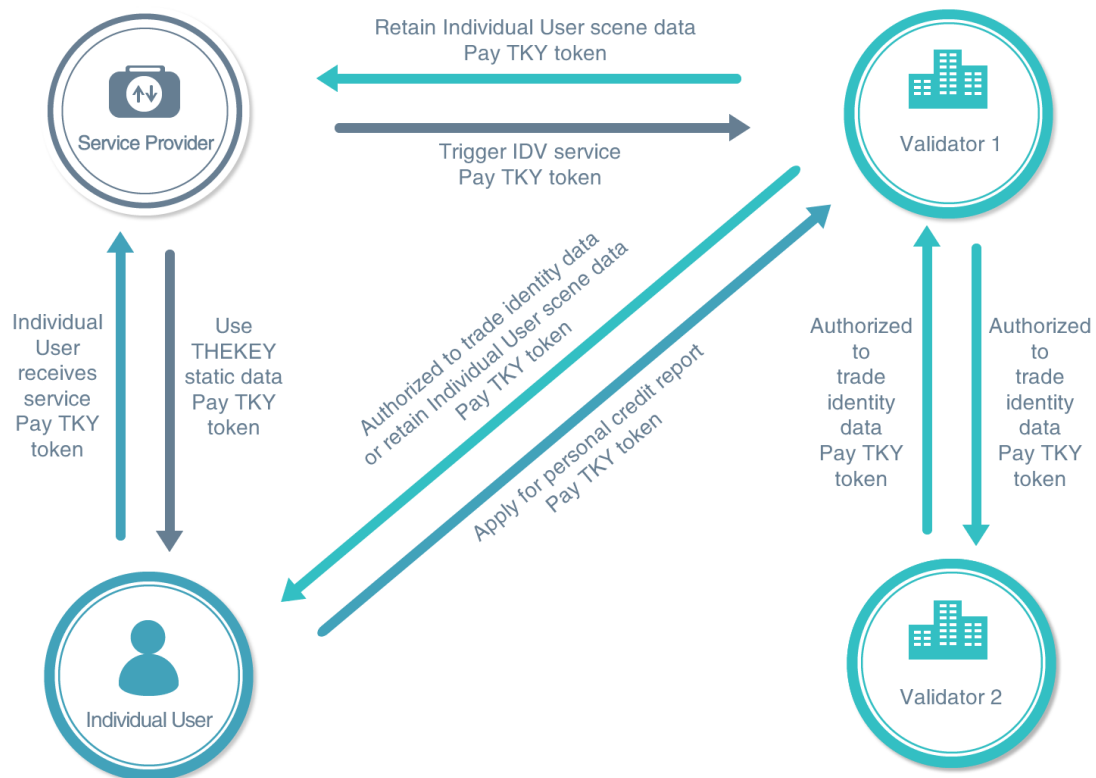 Retain Individual User scene data
Pay TKY token
Service Provider
Trigger IDV service
Pay TKY token
Validator 1
Individual
User
receives
service
Pay TKY
token
Use
THEKEY
static data
Pay TKY
token
Authorized to trade identity data
or retain Individual User scene data
Pay TKY token
Apply for personal credit report
Pay TKY token
Authorized
to
trade
identity
data
Pay TKY
token
Authorized
to
trade
identity
data
Pay TKY
token
Individual User
Validator 2